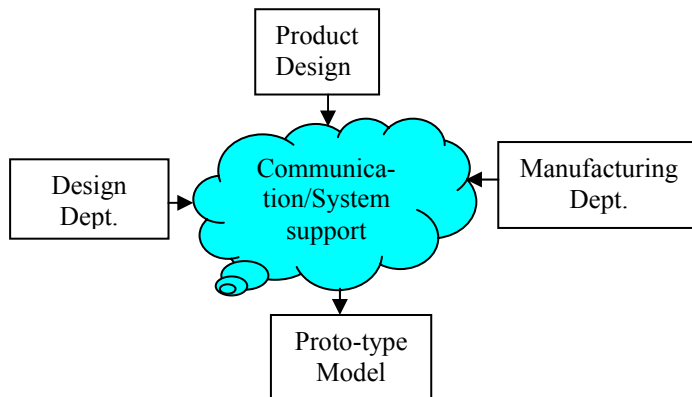 Product
Design
Communica-
tion/System
support
Design
Dept.
Manufacturing
Dept.
Proto-type
Model